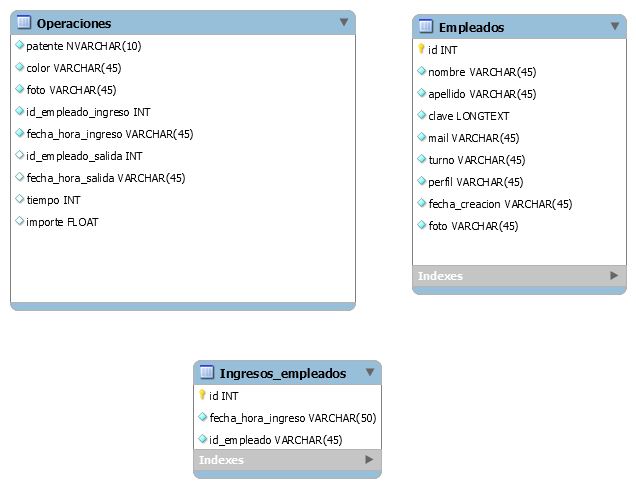 Operaciones
patente NVARCHAR(10)
color VARCHAR(45)
foto VARCHAR(45)
id_empleado_ingreso INT
fecha_hora_ingreso VARCHAR(45)
id_empleado_salida INT
fecha_hora_salida VARCHAR(45)
tiempo INT
importe FLOAT
Empleados
id INT
nombre VARCHAR(45)
apellido VARCHAR(45)
clave LONGTEXT
mail VARCHAR(45)
turno VARCHAR(45)
perfil VARCHAR(45)
fecha_creacion VARCHAR(45)
foto VARCHAR(45)
Indexes
Ingresos_empleados
id INT
fecha_hora_ingreso VARCHAR(50)
id_empleado VARCHAR(45)
Indexes